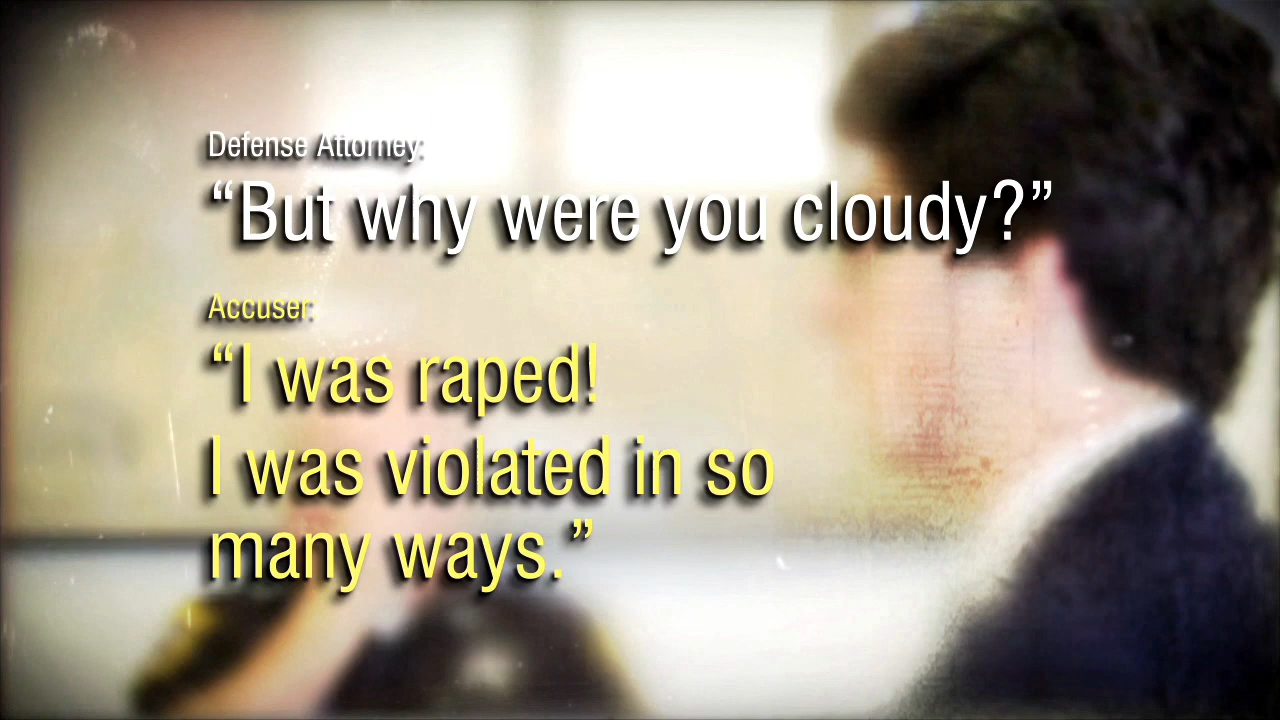 Defense Attorney:
“But why were you cloudy?”
Accuser:
“I was raped!
I was violated in so
many ways.”